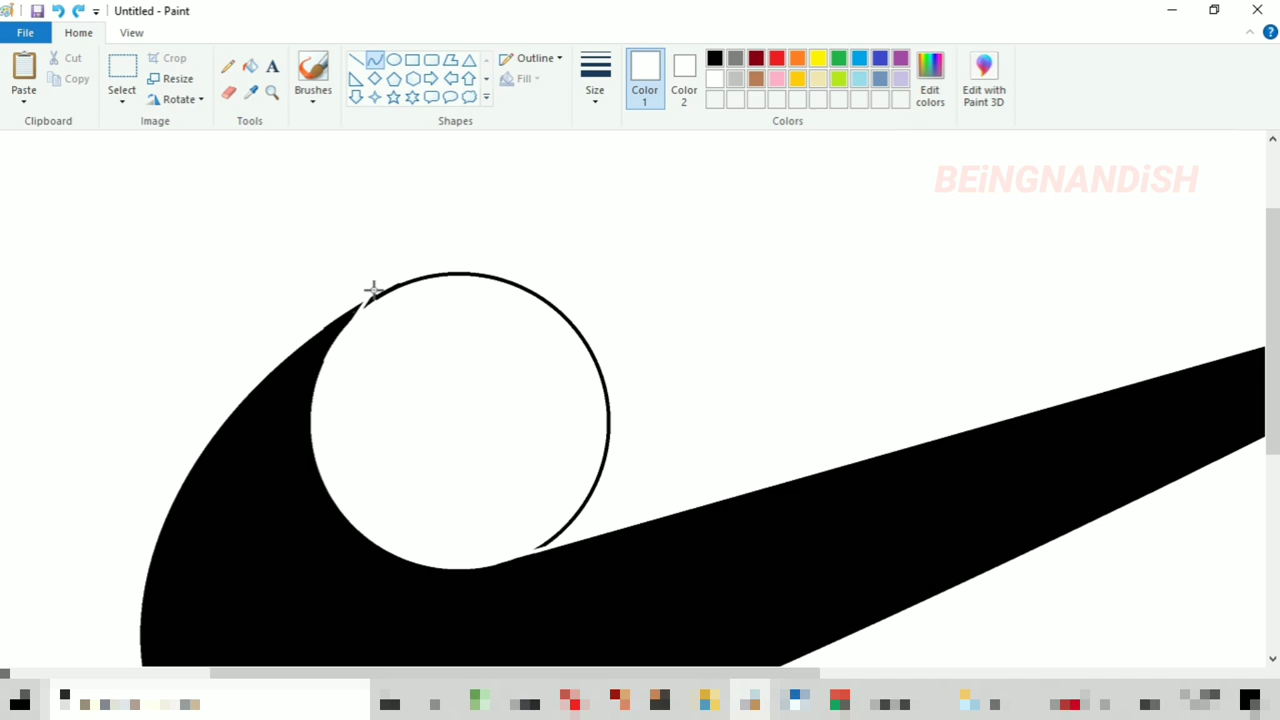 Untitled - Paint
File
Home
View
Paste
Cut
Copy
Clipboard
Select
Crop
Resize
Rotate
Image
A
Tools
Brushes
Outline
Fill
Shapes
Size
Color 1
Color 2
Edit colors
Colors
Edit with Paint 3D
BEiNGNANDiSH